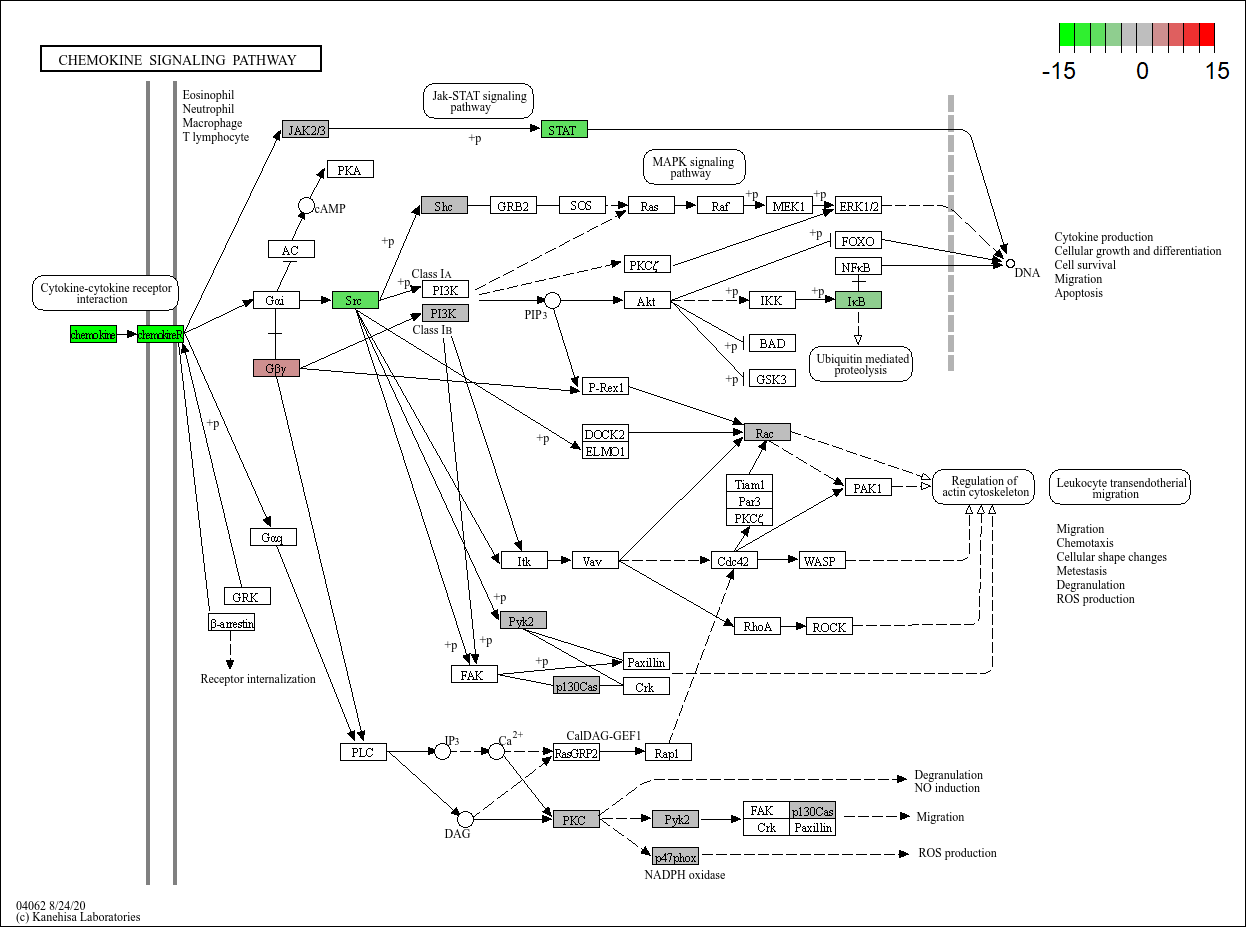 CHEMOKINE SIGNALING PATHWAY
-15
0
15
Eosinophil
Neutrophil
Macrophage
T lymphocyte
Jak-STAT signaling
pathway
JAK2/3
+p
STAT
MAPK signaling
pathway
PKA
cAMP
AC
Shc
GRB2
SOS
Ras
Raf
+p
MEK1
+p
ERK1/2
+p
+p
FOXO
Cytokine production
Cellular growth and differentiation
Cell survival
Migration
Apoptosis
DNA
NFκB
PKCζ
Cytokine-cytokine receptor
interaction
Class IA
+p
PI3K
Gαi
Src
PI3K
Class IB
PIP3
Akt
IKK
+p
IκB
chemokine
chemokineR
Gβγ
+p
BAD
+p
GSK3
Ubiquitin mediated
proteolysis
P-Rex1
+p
+p
DOCK2
ELMO1
Rac
Tiam1
Par3
PKCζ
PAK1
Regulation of
actin cytoskeleton
Leukocyte transendotherial
migration
Migration
Chemotaxis
Cellular shape changes
Metestasis
Degranulation
ROS production
Gαq
Itk
Vav
Cdc42
WASP
GRK
β-arrestin
+p
Pyk2
RhoA
ROCK
Receptor internalization
+p
+p
FAK
+p
Paxillin
p130Cas
Crk
PLC
IP3
Ca2+
CalDAG-GEF1
RasGRP2
Rap1
DAG
PKC
Pyk2
FAK
p130Cas
Crk
Paxillin
Degranulation
NO induction
Migration
p47phox
NADPH oxidase
ROS production
04062 8/24/20
(c) Kanehisa Laboratories